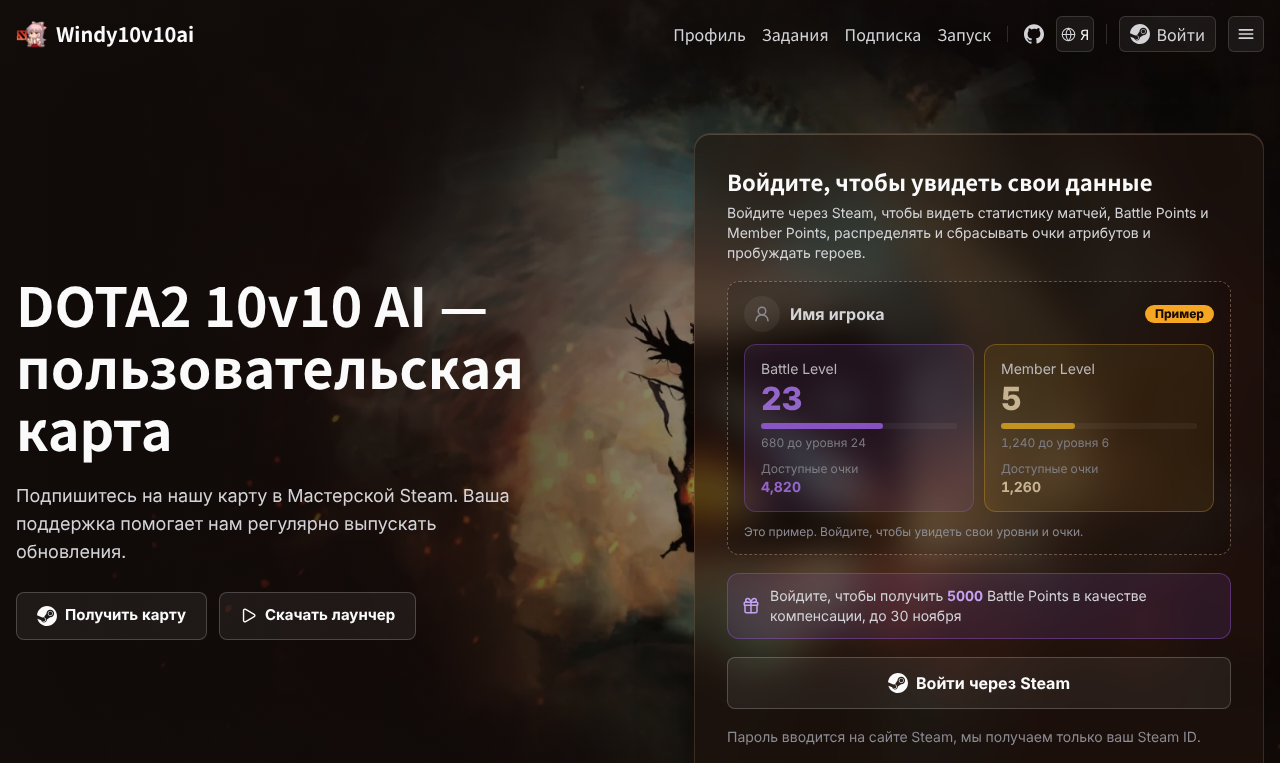 Windy10v10ai
Профиль Задания Подписка Запуск Я Войти
DOTA2 10v10 AI —
пользовательская
карта
Подпишитесь на нашу карту в Мастерской Steam. Ваша
поддержка помогает нам регулярно выпускать
обновления.
Получить карту Скачать лаунчер
Войдите, чтобы увидеть свои данные
Войдите через Steam, чтобы видеть статистику матчей, Battle Points и
Member Points, распределять и сбрасывать очки атрибутов и
пробуждать героев.
Имя игрока Пример
Battle Level
23
680 до уровня 24
Доступные очки
4,820
Member Level
5
1,240 до уровня 6
Доступные очки
1,260
Это пример. Войдите, чтобы увидеть свои уровни и очки.
Войдите, чтобы получить 5000 Battle Points в качестве
компенсации, до 30 ноября
Войти через Steam
Пароль вводится на сайте Steam, мы получаем только ваш Steam ID.